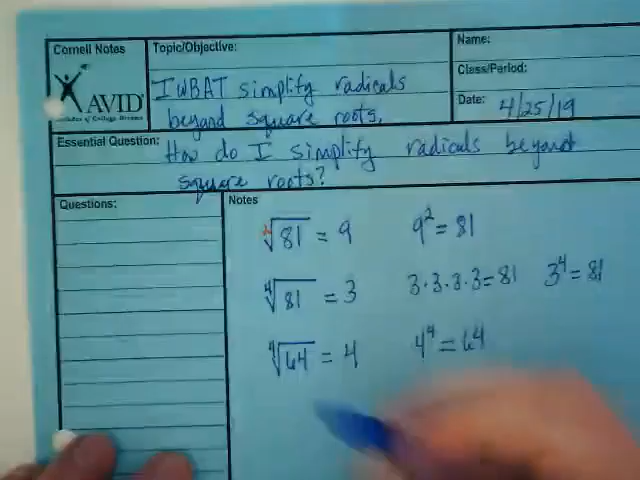 Cornell Notes
AVID
Topic/Objective:
IWBAT simplify radicals
beyond square roots.
Name:
Class/Period:
Date: 4/25/19
Essential Question: How do I simplify radicals beyond
square roots?
Questions:
Notes
²√81 = 9 9² = 81
⁴√81 = 3 3·3·3·3=81 3⁴ = 81
⁴√64 = 4 4⁴ = 64